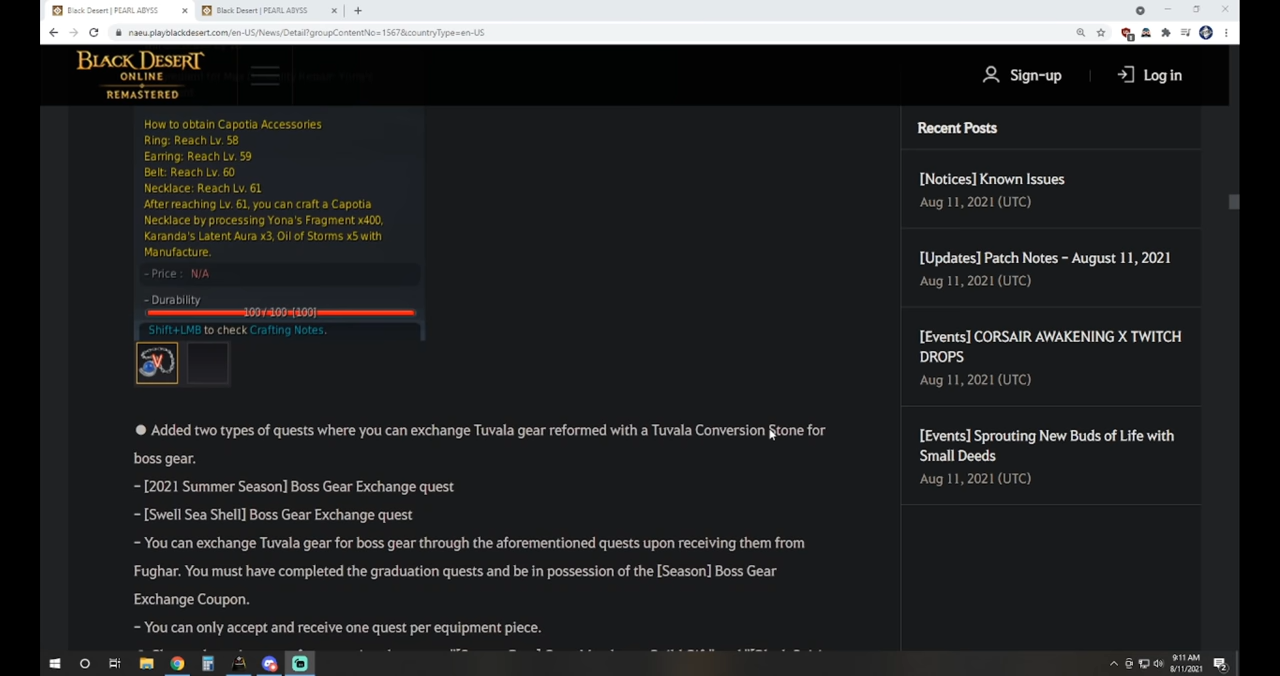 Black Desert | PEARL ABYSS
Black Desert | PEARL ABYSS
naeu.playblackdesert.com/en-US/News/Detail?groupContentNo=1567&countryType=en-US
BLACK DESERT
ONLINE
REMASTERED
Sign-up
Log in
How to obtain Capotia Accessories
Ring: Reach Lv. 58
Earring: Reach Lv. 59
Belt: Reach Lv. 60
Necklace: Reach Lv. 61
After reaching Lv. 61, you can craft a Capotia
Necklace by processing Yona's Fragment x400,
Karanda's Latent Aura x3, Oil of Storms x5 with
Manufacture.
- Price : N/A
- Durability
100 / 100 [100]
Shift+LMB to check Crafting Notes.
V
● Added two types of quests where you can exchange Tuvala gear reformed with a Tuvala Conversion Stone for
boss gear.
- [2021 Summer Season] Boss Gear Exchange quest
- [Swell Sea Shell] Boss Gear Exchange quest
- You can exchange Tuvala gear for boss gear through the aforementioned quests upon receiving them from
Fughar. You must have completed the graduation quests and be in possession of the [Season] Boss Gear
Exchange Coupon.
- You can only accept and receive one quest per equipment piece.
Recent Posts
[Notices] Known Issues
Aug 11, 2021 (UTC)
[Updates] Patch Notes – August 11, 2021
Aug 11, 2021 (UTC)
[Events] CORSAIR AWAKENING X TWITCH
DROPS
Aug 11, 2021 (UTC)
[Events] Sprouting New Buds of Life with
Small Deeds
Aug 11, 2021 (UTC)
9:11 AM
8/11/2021